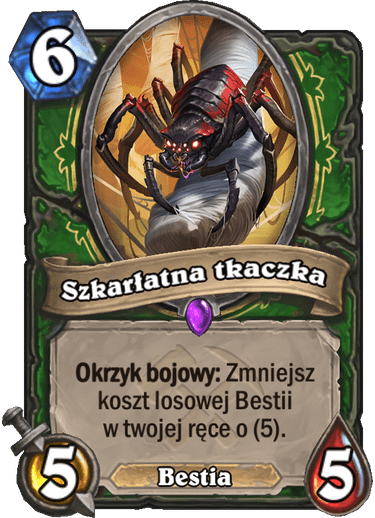 6
Szkarłatna tkaczka
Okrzyk bojowy: Zmniejsz
koszt losowej Bestii
w twojej ręce o (5).
5
Bestia
5